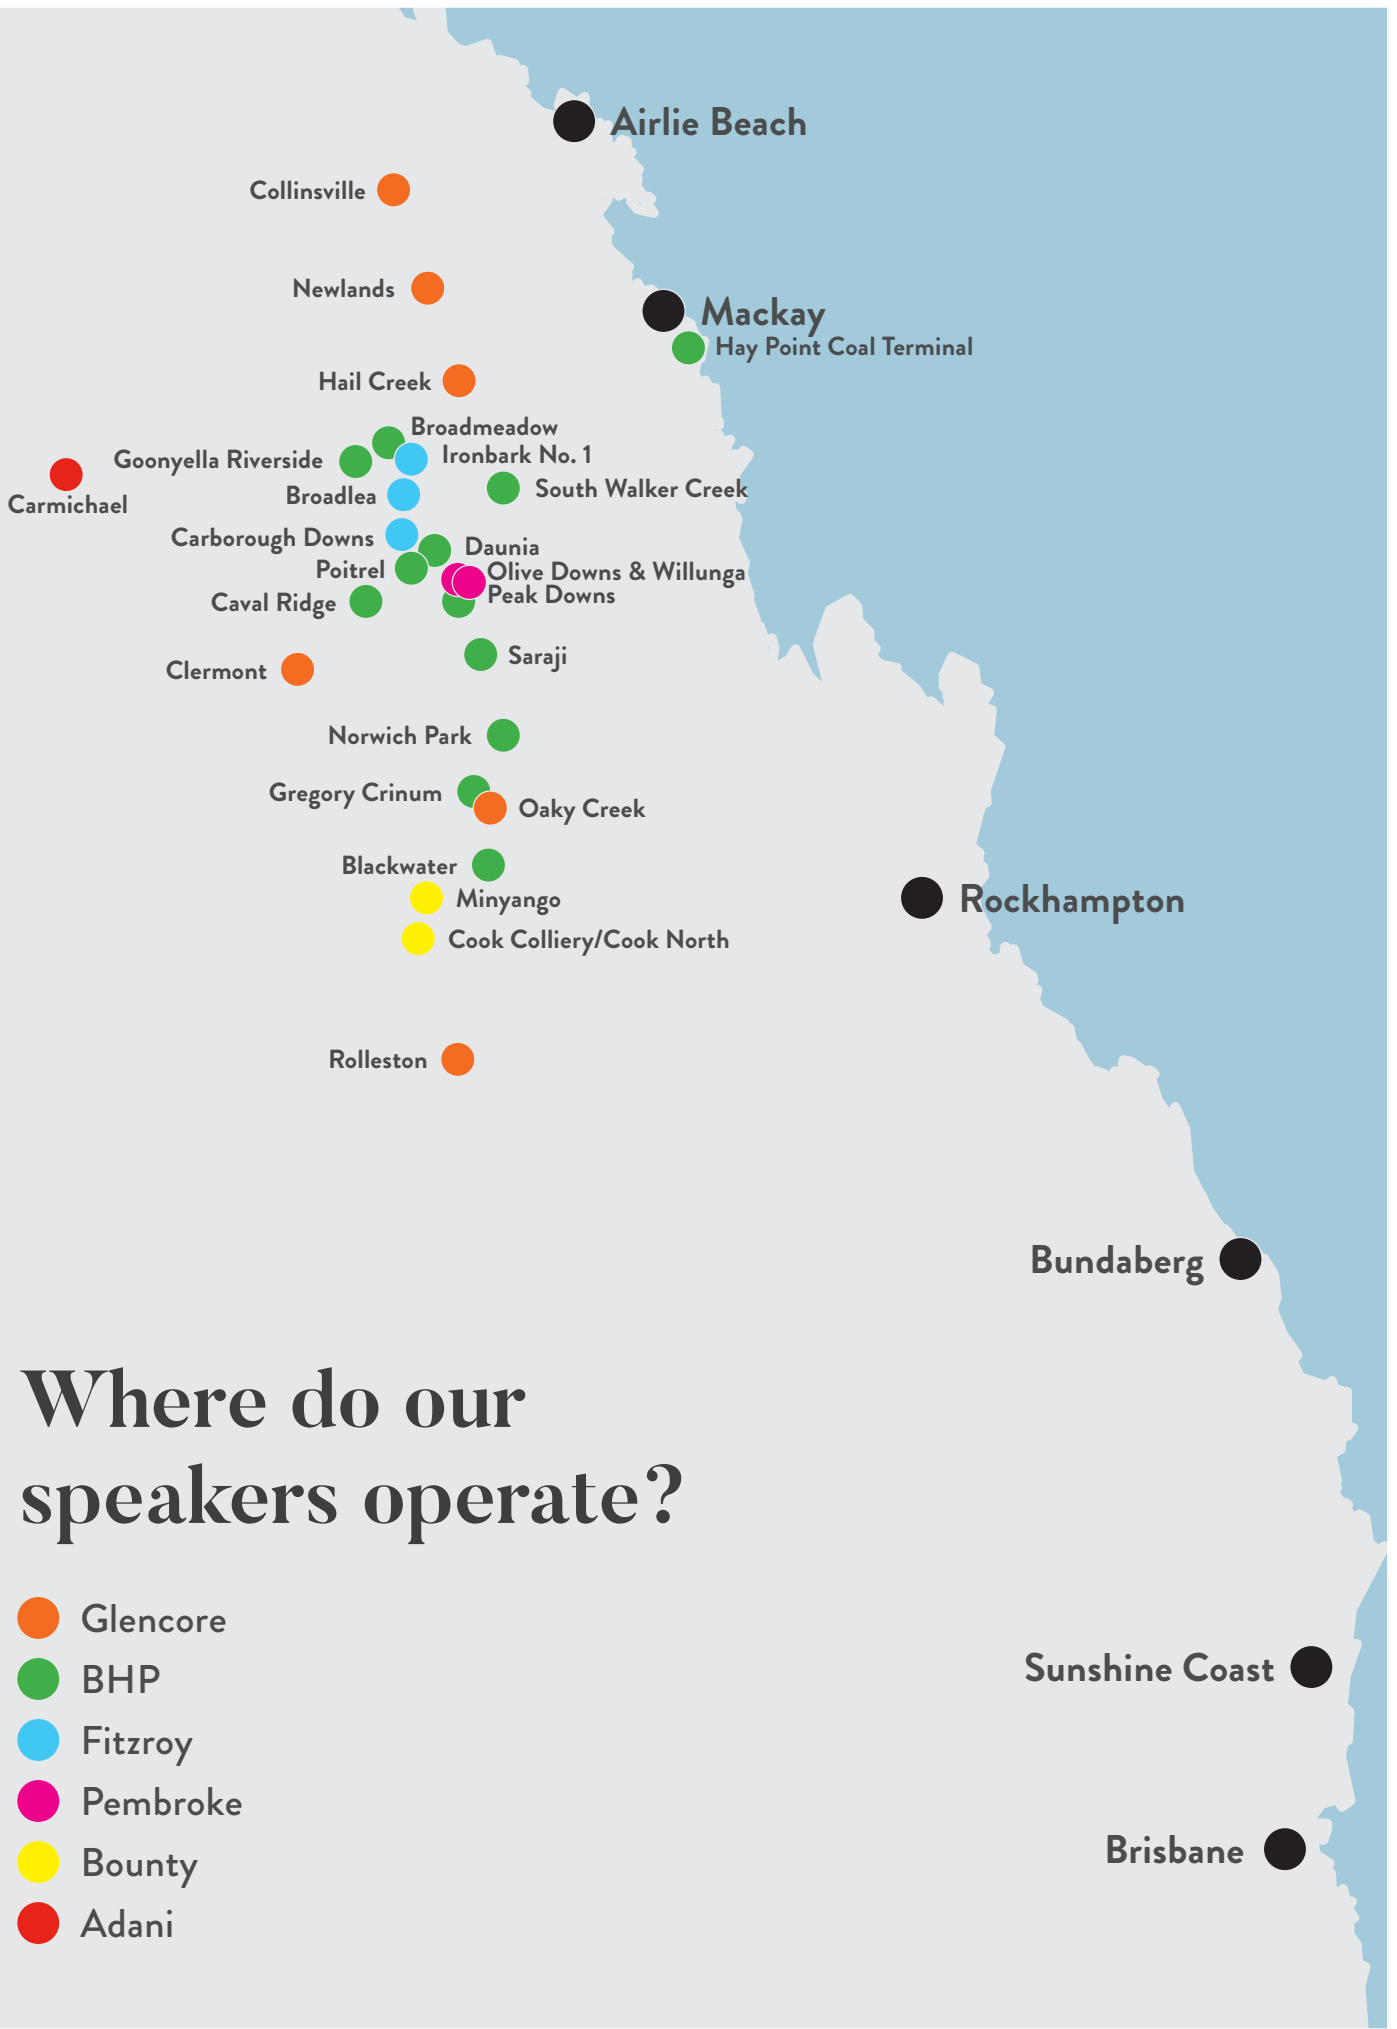 Airlie Beach
Collinsville
Newlands
Mackay
Hay Point Coal Terminal
Hail Creek
Broadmeadow
Ironbark No. 1
Goonyella Riverside
South Walker Creek
Broadlea
Carmichael
Carborough Downs
Daunia
Poitrel
Olive Downs & Willunga
Peak Downs
Caval Ridge
Saraji
Clermont
Norwich Park
Gregory Crinum
Oaky Creek
Blackwater
Minyango
Rockhampton
Cook Colliery/Cook North
Rolleston
Bundaberg
Where do our
speakers operate?
Glencore
BHP
Fitzroy
Pembroke
Bounty
Adani
Sunshine Coast
Brisbane